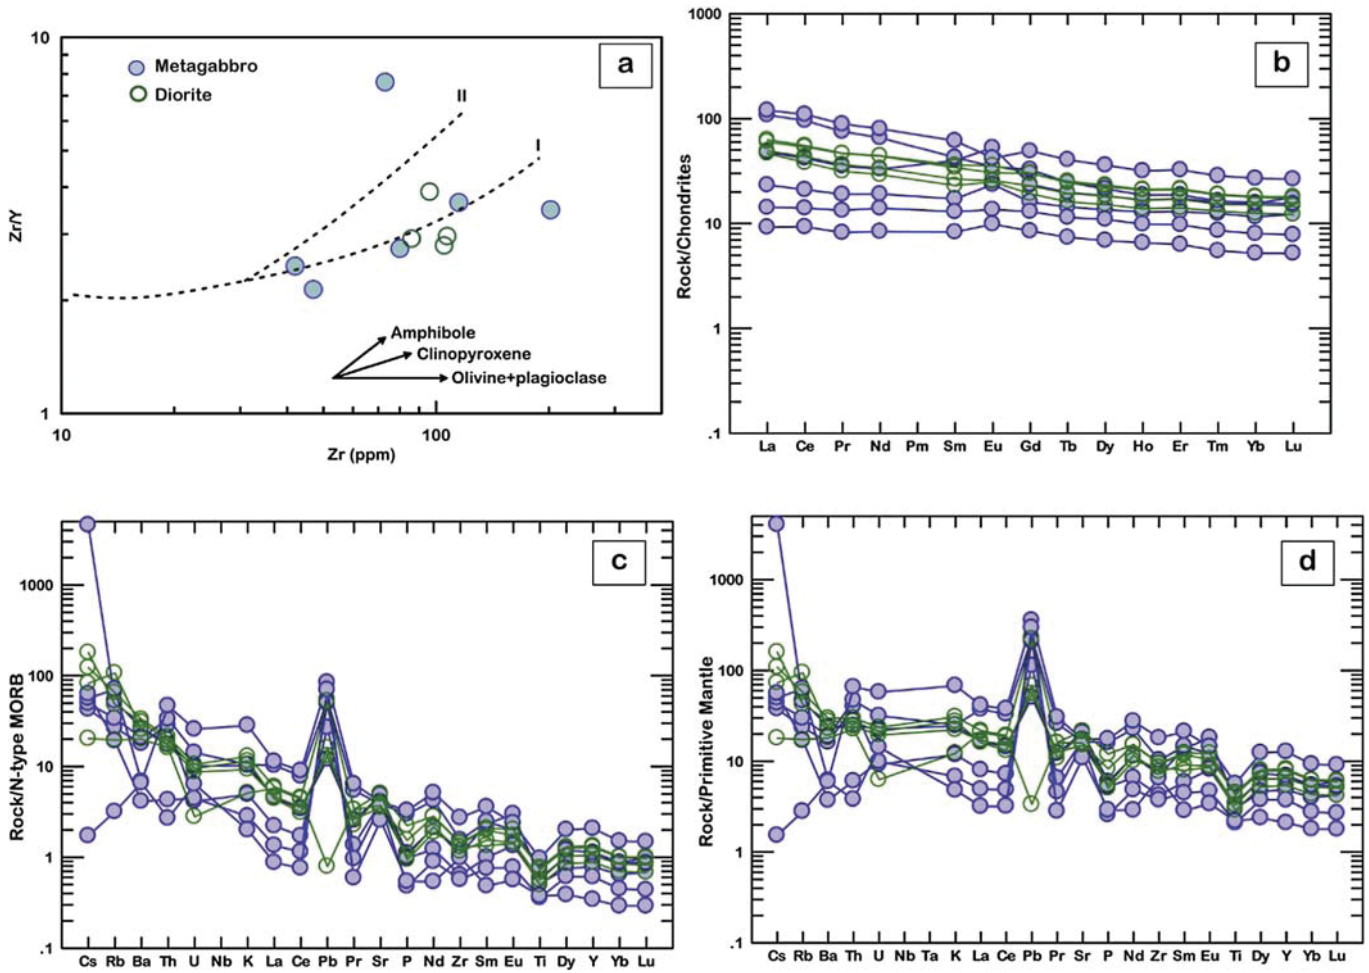 10
Metagabbro
Diorite
a
II
I
Zr/Y
Amphibole
Clinopyroxene
Olivine+plagioclase
1
10
100
Zr (ppm)
1000
b
100
10
1
.1
Rock/Chondrites
La Ce Pr Nd Pm Sm Eu Gd Tb Dy Ho Er Tm Yb Lu
c
1000
100
10
1
.1
Rock/N-type MORB
Cs Rb Ba Th U Nb K La Ce Pb Pr Sr P Nd Zr Sm Eu Ti Dy Y Yb Lu
d
1000
100
10
1
.1
Rock/Primitive Mantle
Cs Rb Ba Th U Nb Ta K La Ce Pb Pr Sr P Nd Zr Sm Eu Ti Dy Y Yb Lu